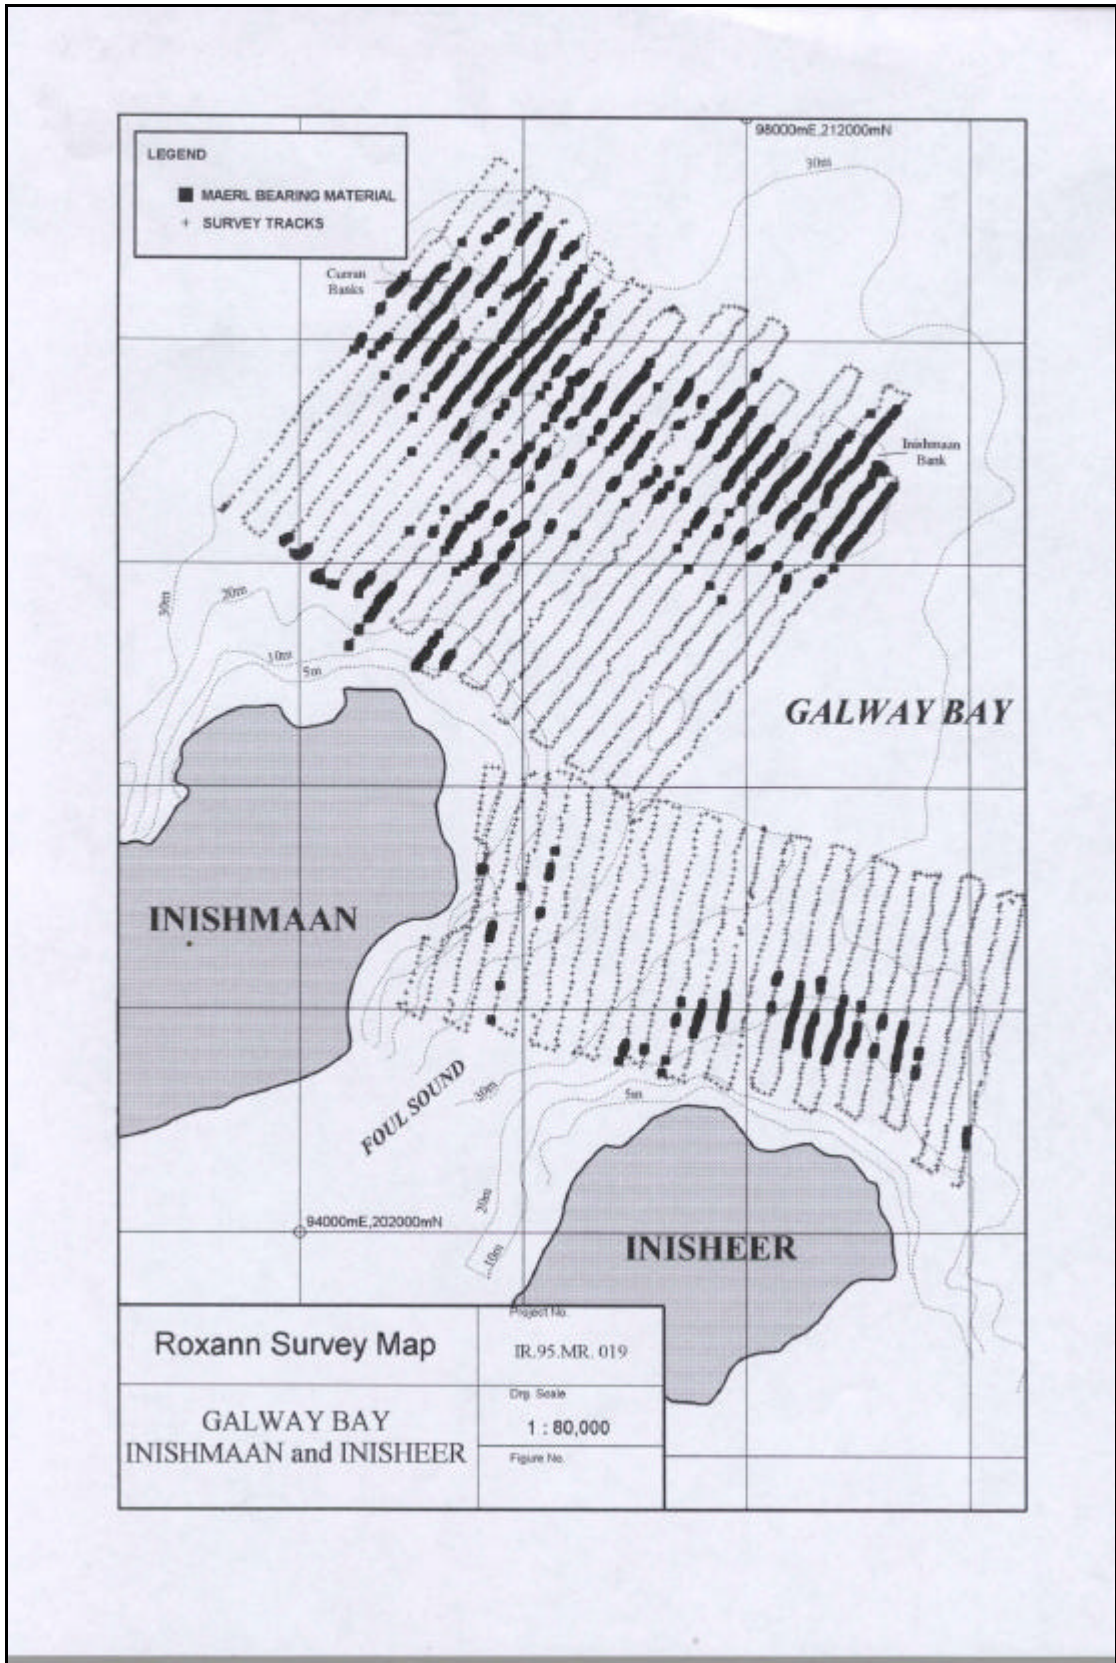 98000mE,212000mN
LEGEND
MAERL BEARING MATERIAL
SURVEY TRACKS
30m
Curran
Banks
Inishmaan
Bank
30m
20m
10m
5m
GALWAY BAY
INISHMAAN
FOUL SOUND
30m
5m
20m
94000mE,202000mN
10m
INISHEER
Roxann Survey Map
Project No.
IR.95.MR. 019
Drg. Scale
1 : 80,000
GALWAY BAY
INISHMAAN and INISHEER
Figure No.